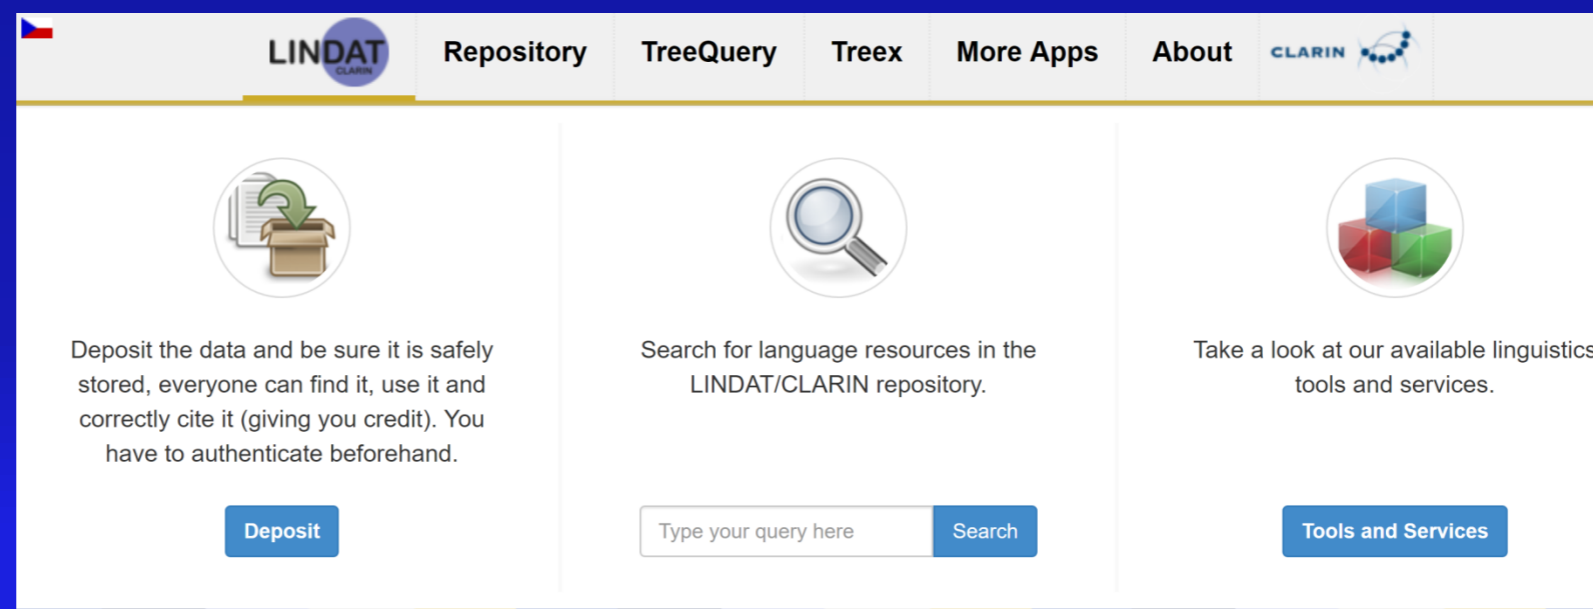 LINDAT
CLARIN
Repository
TreeQuery
Treex
More Apps
About
CLARIN
Deposit the data and be sure it is safely
stored, everyone can find it, use it and
correctly cite it (giving you credit). You
have to authenticate beforehand.
Deposit
Search for language resources in the
LINDAT/CLARIN repository.
Type your query here
Search
Take a look at our available linguistics
tools and services.
Tools and Services